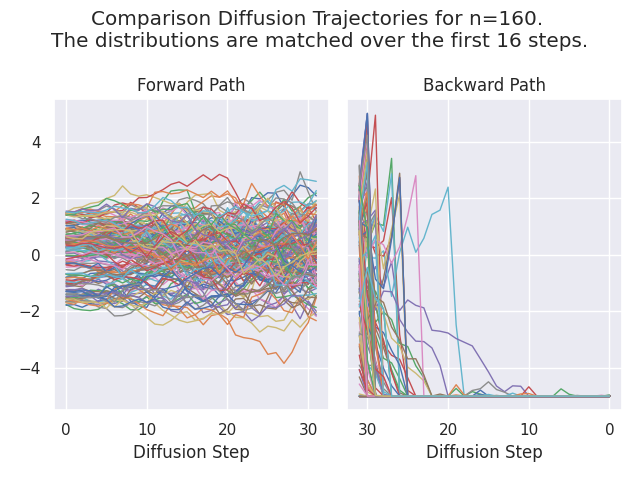 Comparison Diffusion Trajectories for n=160.
The distributions are matched over the first 16 steps.
Forward Path
Backward Path
4
2
0
−2
−4
0 10 20 30
30 20 10 0
Diffusion Step
Diffusion Step